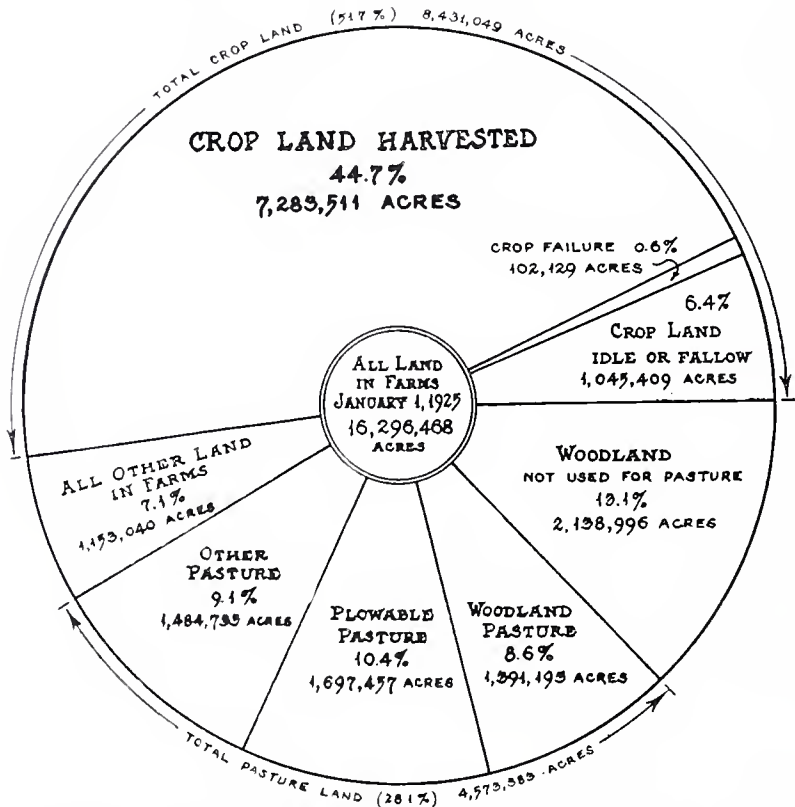 TOTAL CROP LAND (517%) 8,431,049 ACRES
CROP LAND HARVESTED
44.7%
7,283,511 ACRES
CROP FAILURE 0.6%
102,129 ACRES
6.4%
CROP LAND
IDLE OR FALLOW
1,045,409 ACRES
ALL LAND
IN FARMS
JANUARY 1, 1925
16,296,468
ACRES
WOODLAND
NOT USED FOR PASTURE
13.1%
2,138,996 ACRES
ALL OTHER LAND
IN FARMS
7.1%
1,153,040 ACRES
OTHER
PASTURE
9.1%
1,484,733 ACRES
PLOWABLE
PASTURE
10.4%
1,697,457 ACRES
WOODLAND
PASTURE
8.6%
1,391,193 ACRES
TOTAL PASTURE LAND (281%) 4,573,383 ACRES